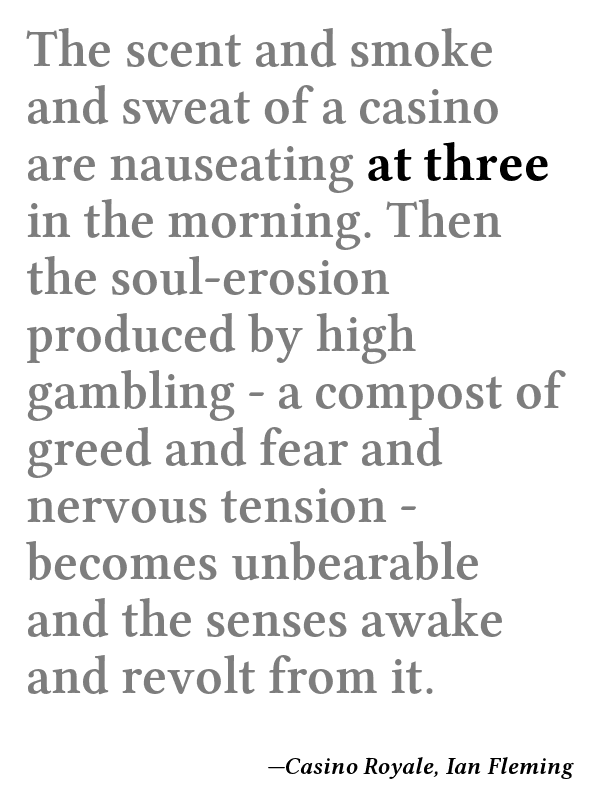 The scent and smoke
and sweat of a casino
are nauseating at three
in the morning. Then
the soul-erosion
produced by high
gambling - a compost of
greed and fear and
nervous tension -
becomes unbearable
and the senses awake
and revolt from it.
—Casino Royale, Ian Fleming